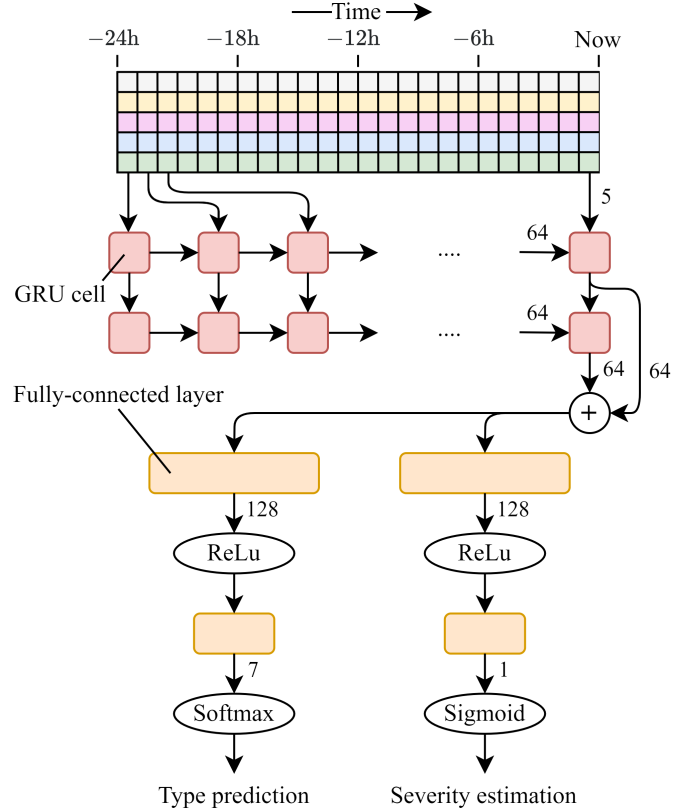 Time
−24h −18h −12h −6h Now
5
64
....
GRU cell
64
....
64 64
Fully-connected layer
+
128 128
ReLu ReLu
7 1
Softmax Sigmoid
Type prediction Severity estimation